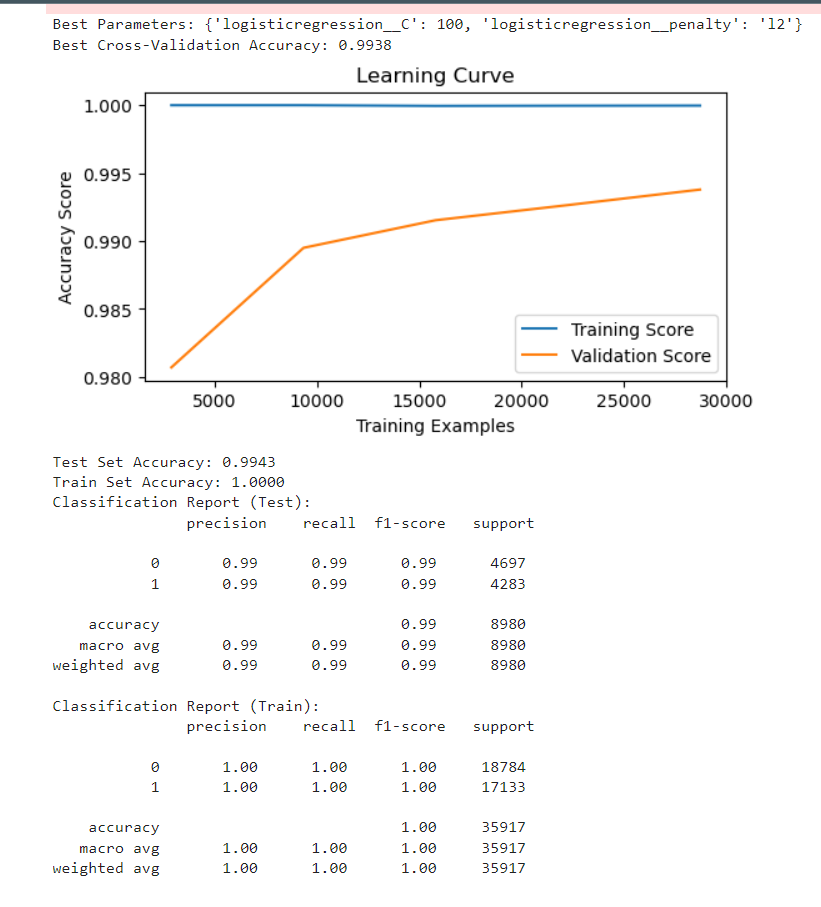 Best Parameters: {'logisticregression__C': 100, 'logisticregression__penalty': 'l2'}
Best Cross-Validation Accuracy: 0.9938
Learning Curve
1.000
0.995
0.990
0.985
0.980
Accuracy Score
Training Score
Validation Score
5000 10000 15000 20000 25000 30000
Training Examples
Test Set Accuracy: 0.9943
Train Set Accuracy: 1.0000
Classification Report (Test):
precision recall f1-score support
0 0.99 0.99 0.99 4697
1 0.99 0.99 0.99 4283
accuracy 0.99 8980
macro avg 0.99 0.99 0.99 8980
weighted avg 0.99 0.99 0.99 8980
Classification Report (Train):
precision recall f1-score support
0 1.00 1.00 1.00 18784
1 1.00 1.00 1.00 17133
accuracy 1.00 35917
macro avg 1.00 1.00 1.00 35917
weighted avg 1.00 1.00 1.00 35917